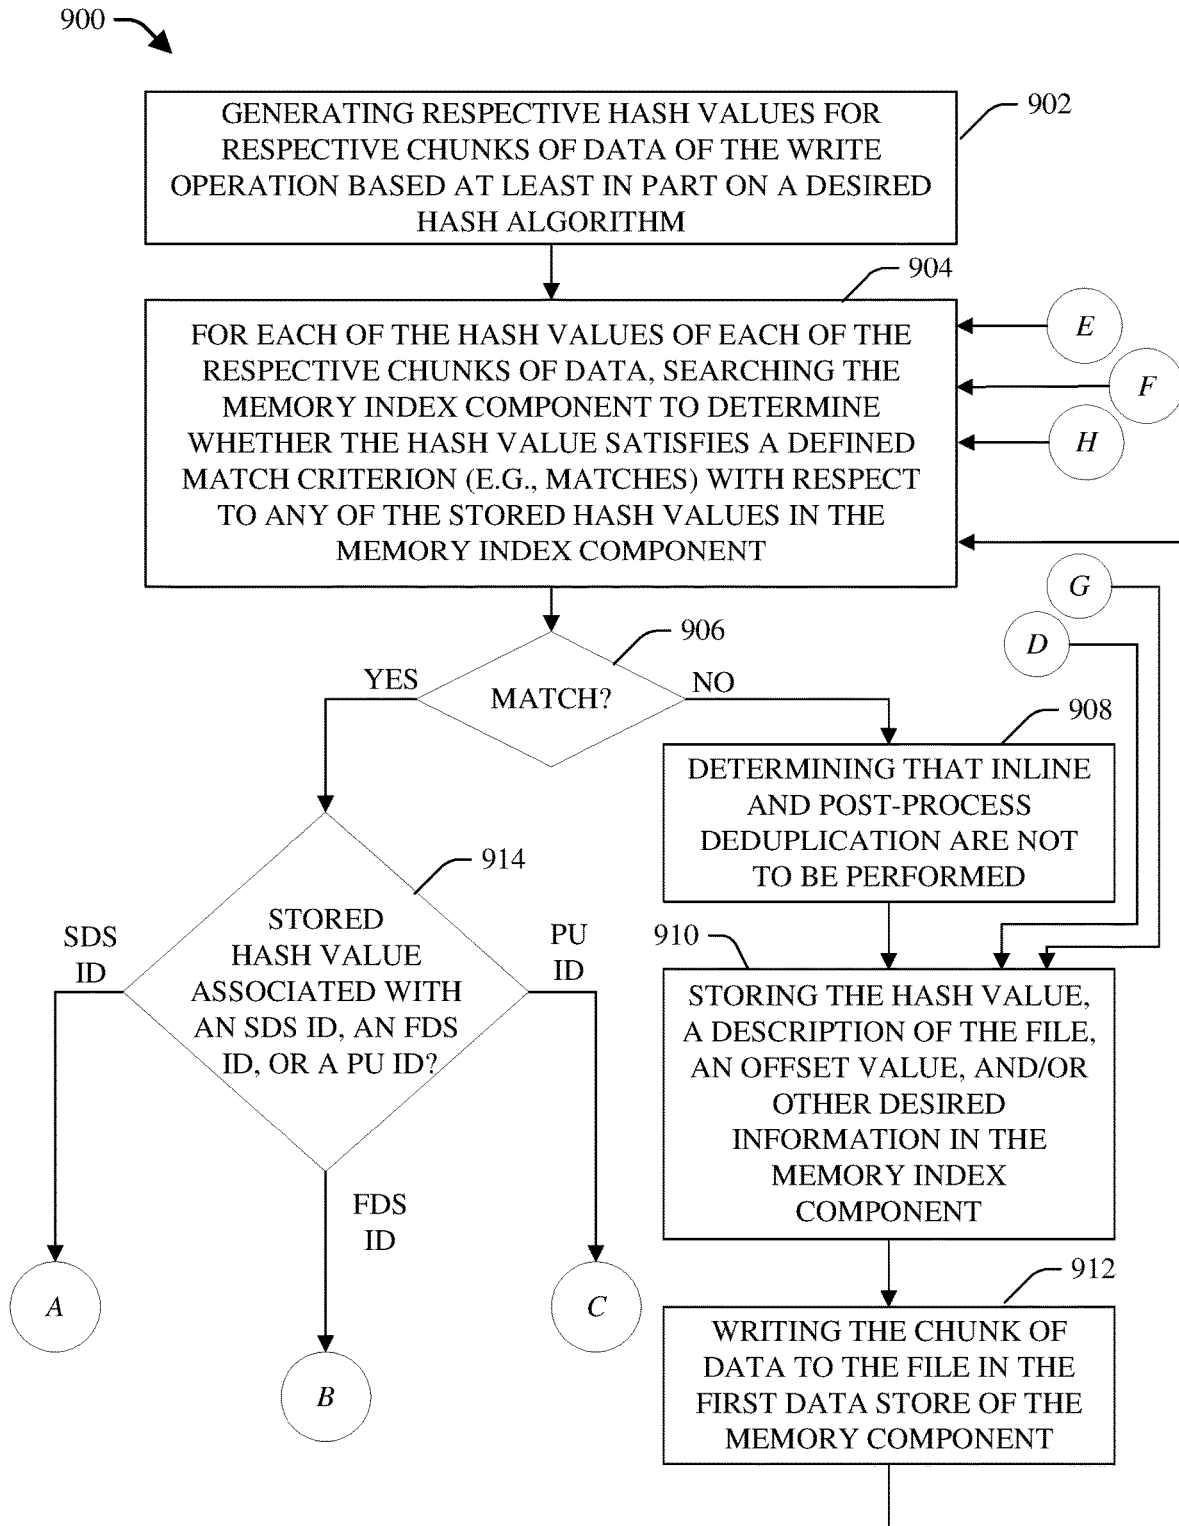 900
GENERATING RESPECTIVE HASH VALUES FOR
RESPECTIVE CHUNKS OF DATA OF THE WRITE
OPERATION BASED AT LEAST IN PART ON A DESIRED
HASH ALGORITHM
902
904
FOR EACH OF THE HASH VALUES OF EACH OF THE
RESPECTIVE CHUNKS OF DATA, SEARCHING THE
MEMORY INDEX COMPONENT TO DETERMINE
WHETHER THE HASH VALUE SATISFIES A DEFINED
MATCH CRITERION (E.G., MATCHES) WITH RESPECT
TO ANY OF THE STORED HASH VALUES IN THE
MEMORY INDEX COMPONENT
E
F
H
G
D
906
YES
MATCH?
NO
908
DETERMINING THAT INLINE
AND POST-PROCESS
DEDUPLICATION ARE NOT
TO BE PERFORMED
914
STORED
HASH VALUE
ASSOCIATED WITH
AN SDS ID, AN FDS
ID, OR A PU ID?
SDS
ID
PU
ID
FDS
ID
910
STORING THE HASH VALUE,
A DESCRIPTION OF THE FILE,
AN OFFSET VALUE, AND/OR
OTHER DESIRED
INFORMATION IN THE
MEMORY INDEX
COMPONENT
A
B
C
912
WRITING THE CHUNK OF
DATA TO THE FILE IN THE
FIRST DATA STORE OF THE
MEMORY COMPONENT